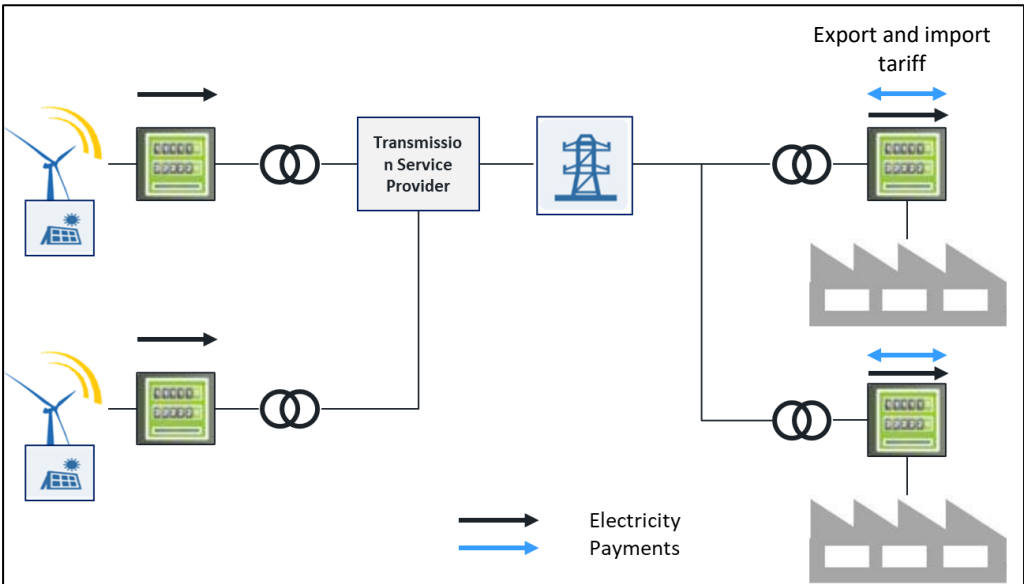 Export and import
tariff
Transmissio
n Service
Provider
Electricity
Payments